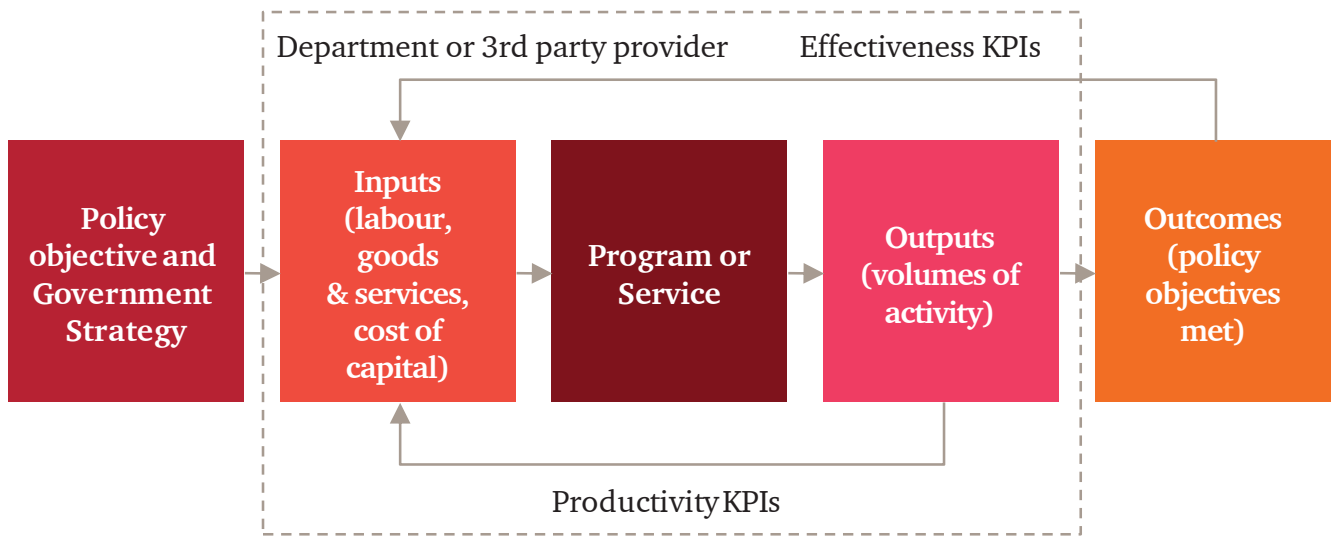 Department or 3rd party provider
Effectiveness KPIs
Policy
objective and
Government
Strategy
Inputs
(labour,
goods
& services,
cost of
capital)
Program or
Service
Outputs
(volumes of
activity)
Outcomes
(policy
objectives
met)
Productivity KPIs